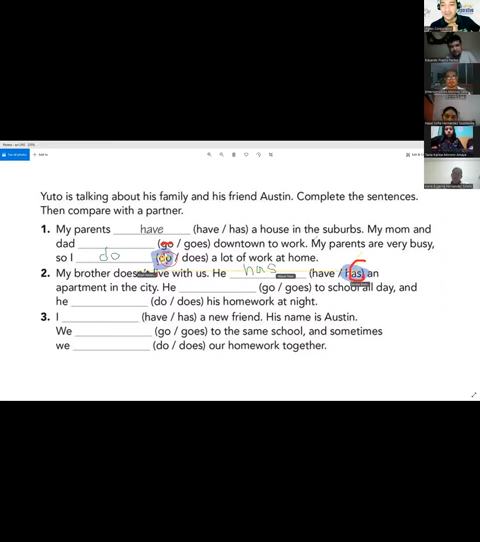 Yuto is talking about his family and his friend Austin. Complete the sentences.
Then compare with a partner.
1. My parents have (have / has) a house in the suburbs. My mom and
dad (go / goes) downtown to work. My parents are very busy,
so I do (do / does) a lot of work at home.
2. My brother doesn't live with us. He has (have / has) an
apartment in the city. He (go / goes) to school all day, and
he (do / does) his homework at night.
3. I (have / has) a new friend. His name is Austin.
We (go / goes) to the same school, and sometimes
we (do / does) our homework together.